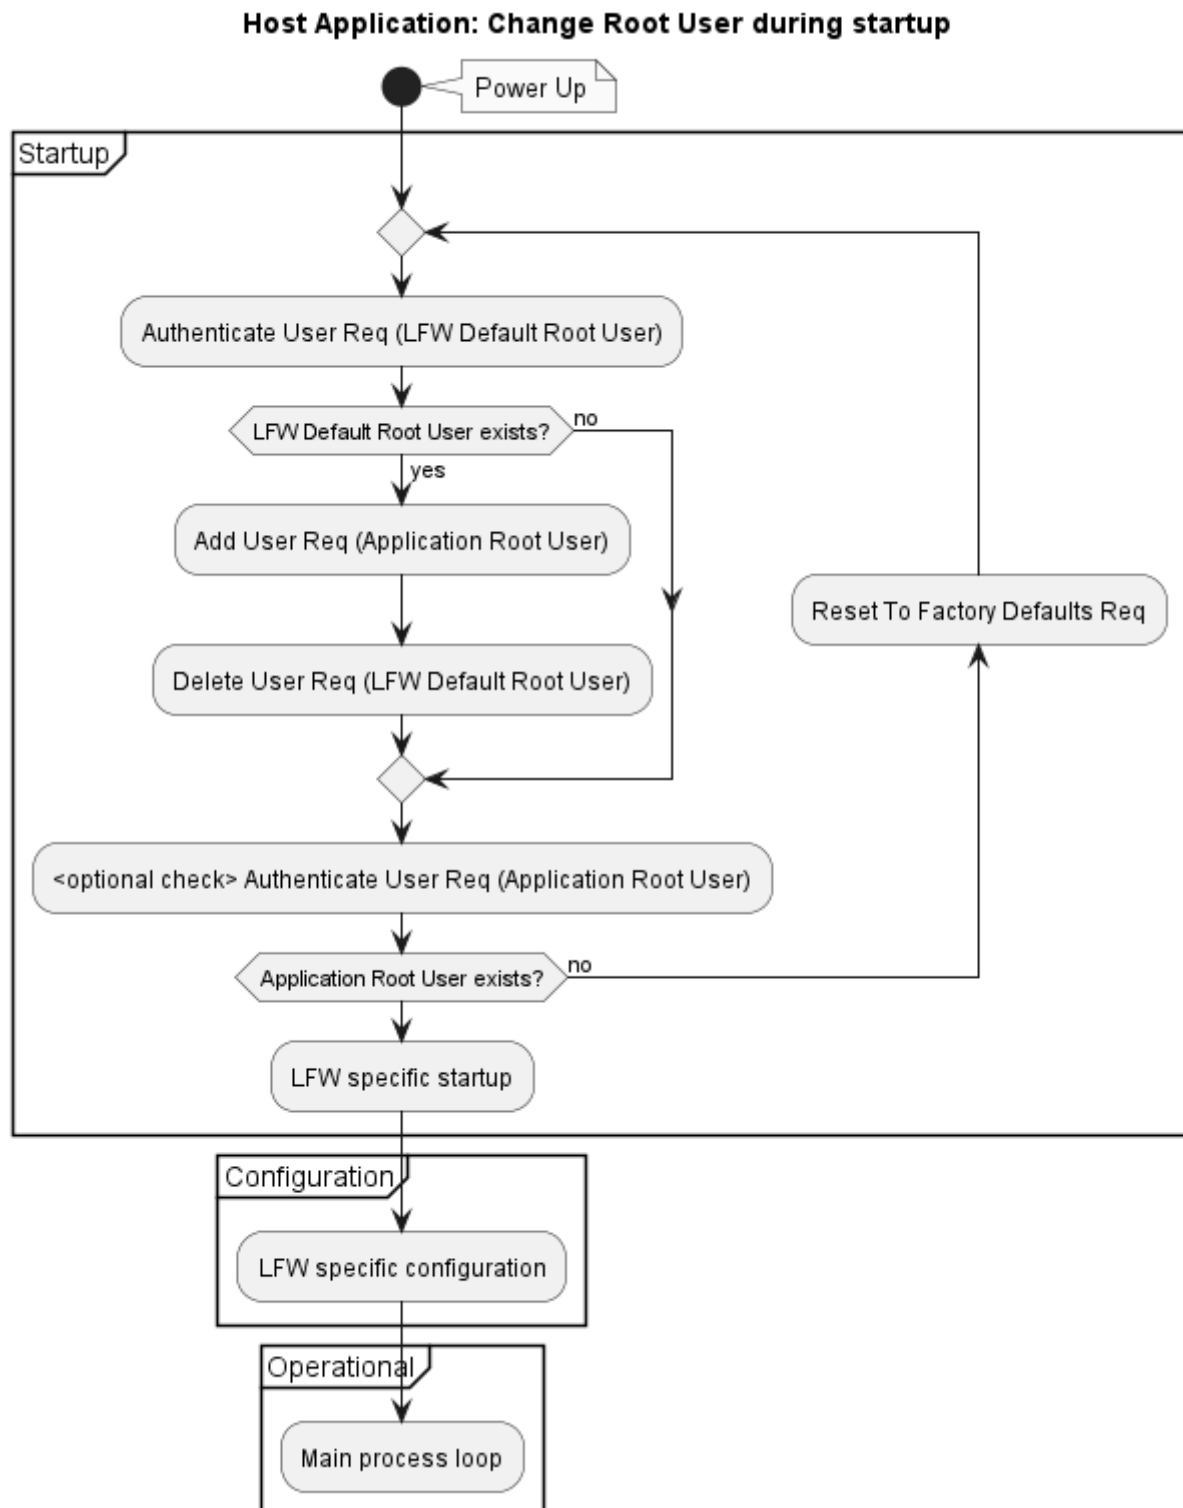 Host Application: Change Root User during startup
Power Up
Startup
Authenticate User Req (LFW Default Root User)
LFW Default Root User exists?
no
yes
Add User Req (Application Root User)
Reset To Factory Defaults Req
Delete User Req (LFW Default Root User)
<optional check> Authenticate User Req (Application Root User)
Application Root User exists?
no
LFW specific startup
Configuration
LFW specific configuration
Operational
Main process loop